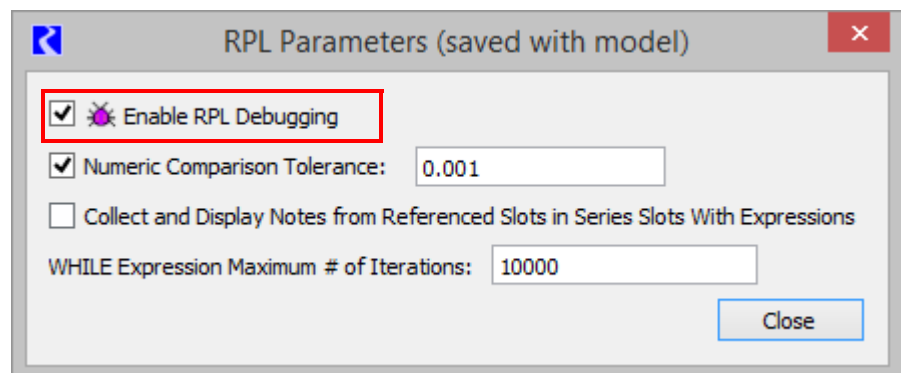 RPL Parameters (saved with model)
Enable RPL Debugging
Numeric Comparison Tolerance: 0.001
Collect and Display Notes from Referenced Slots in Series Slots With Expressions
WHILE Expression Maximum # of Iterations: 10000
Close